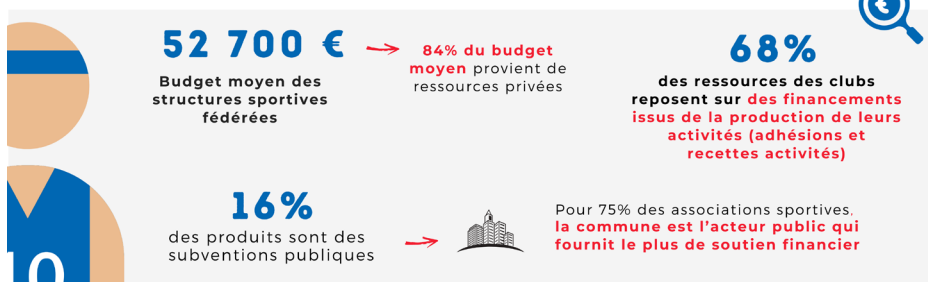 52 700 €
Budget moyen des
structures sportives
fédérées
84% du budget
moyen provient de
ressources privées
68%
des ressources des clubs
reposent sur des financements
issus de la production de leurs
activités (adhésions et
recettes activités)
16%
des produits sont des
subventions publiques
Pour 75% des associations sportives,
la commune est l'acteur public qui
fournit le plus de soutien financier
10
€